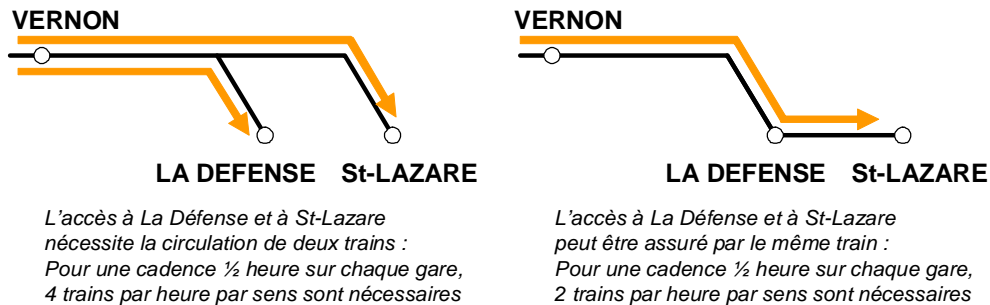 VERNON
LA DEFENSE St-LAZARE
L'accès à La Défense et à St-Lazare
nécessite la circulation de deux trains :
Pour une cadence ½ heure sur chaque gare,
4 trains par heure par sens sont nécessaires
VERNON
LA DEFENSE St-LAZARE
L'accès à La Défense et à St-Lazare
peut être assuré par le même train :
Pour une cadence ½ heure sur chaque gare,
2 trains par heure par sens sont nécessaires